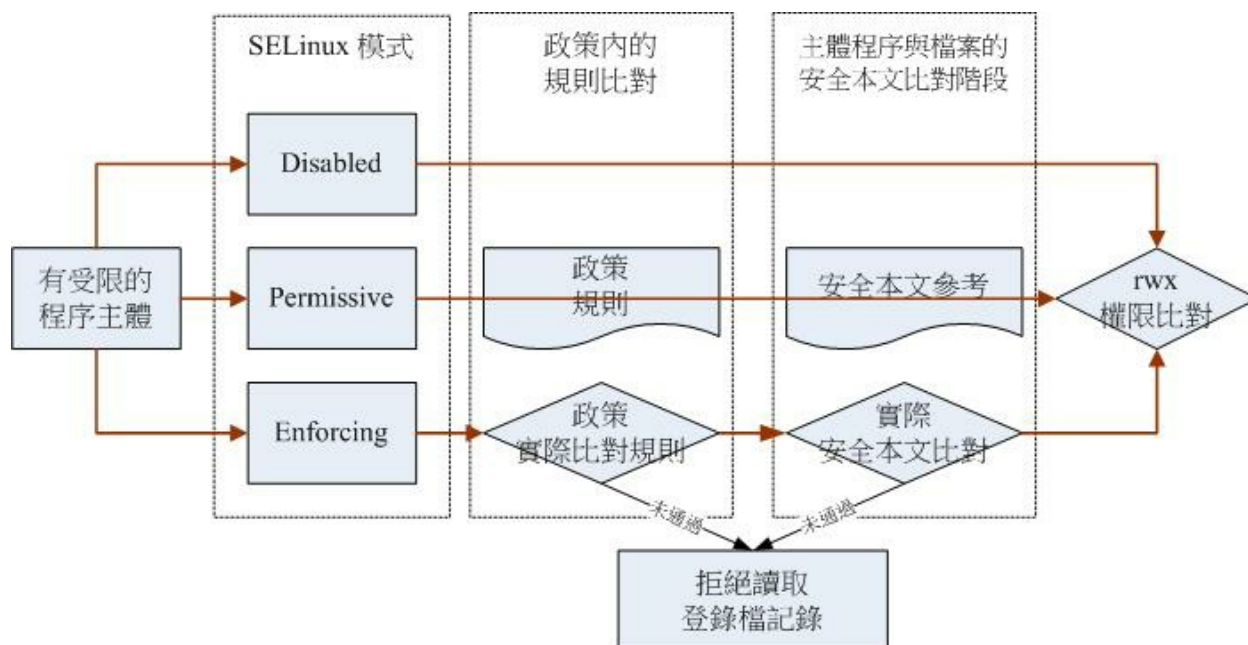 SELinux 模式
政策內的
規則比對
主體程序與檔案的
安全本文比對階段
Disabled
有受限的
程序主體
Permissive
政策
規則
安全本文參考
rwx
權限比對
Enforcing
政策
實際比對規則
實際
安全本文比對
未通過
未通過
拒絕讀取
登錄檔記錄